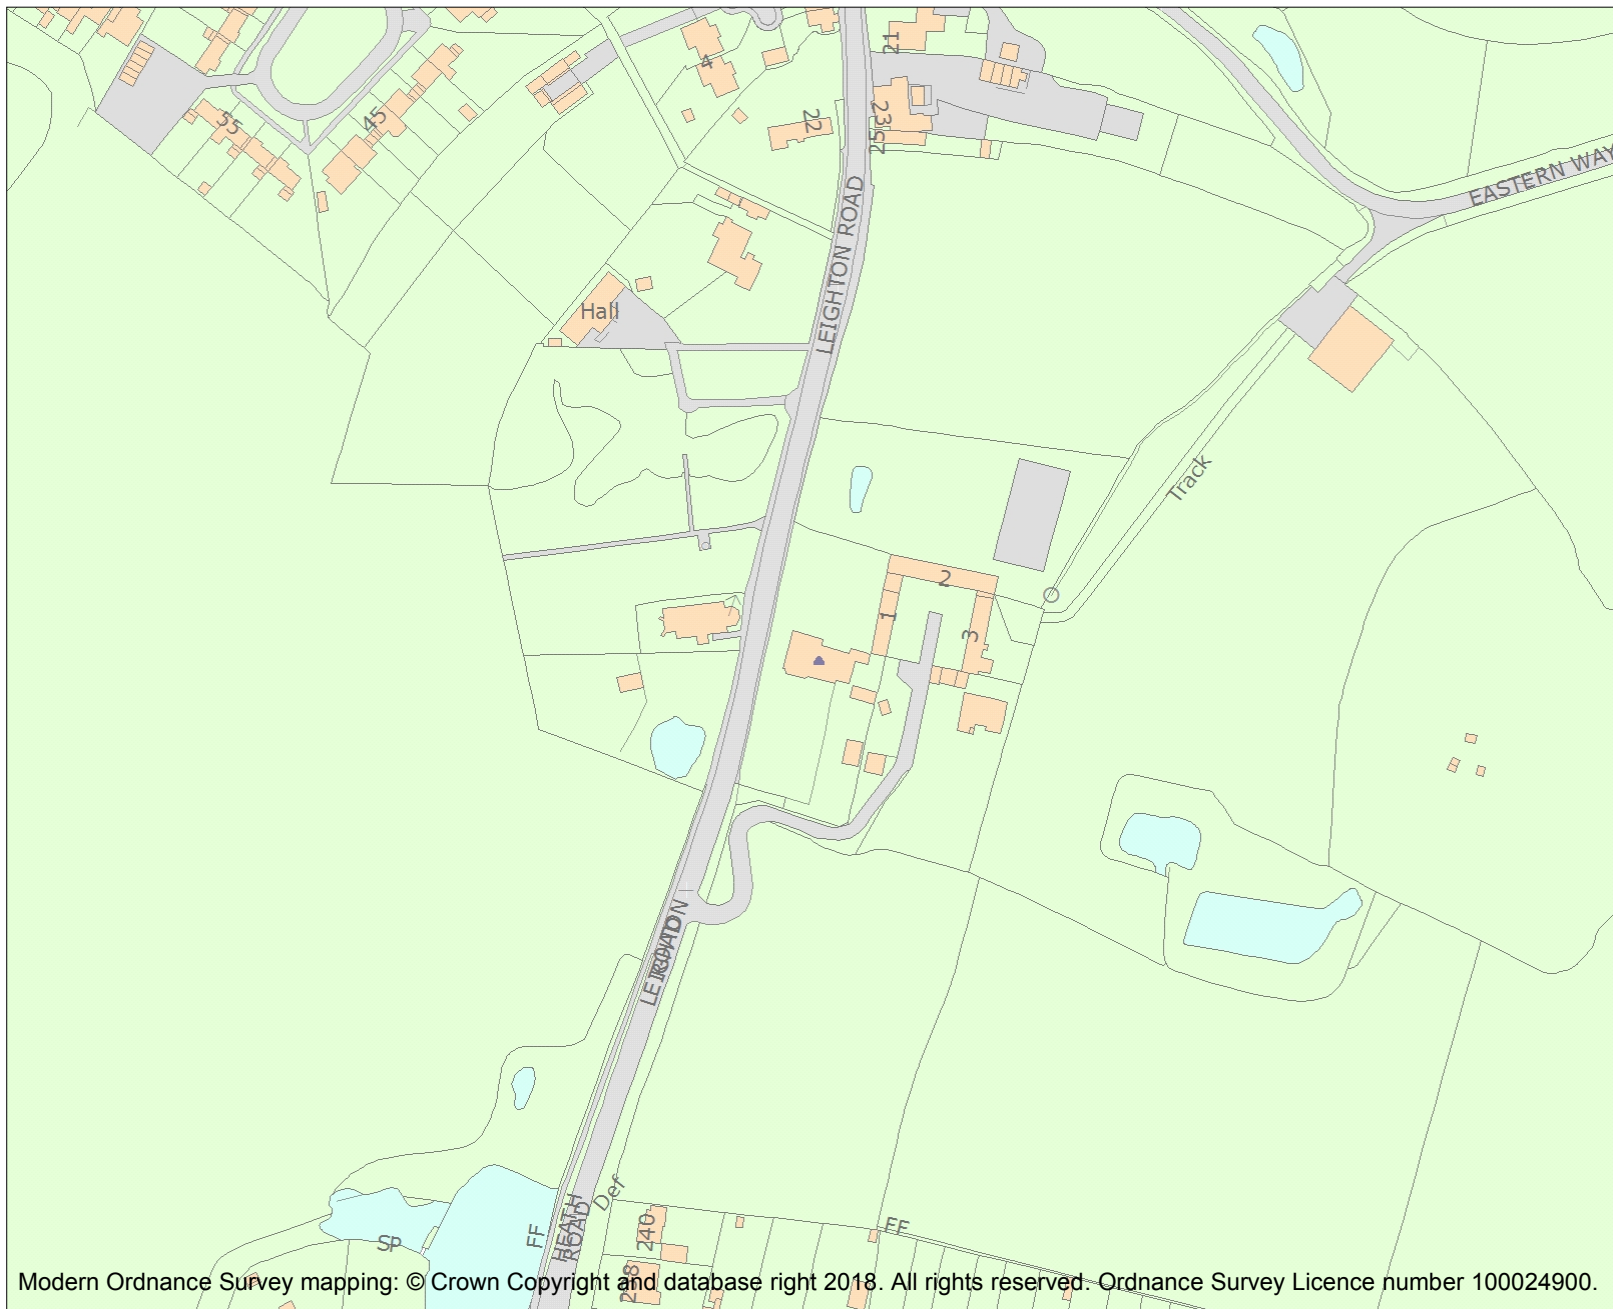 21
4
55
45
22
23
253
EASTERN WAY
LEIGHTON ROAD
Hall
Track
2
1
3
LEIGHTON
ROAD
Def
HEATH
ROAD
FF
FF
240
Sp
Modern Ordnance Survey mapping: © Crown Copyright and database right 2018. All rights reserved. Ordnance Survey Licence number 100024900.